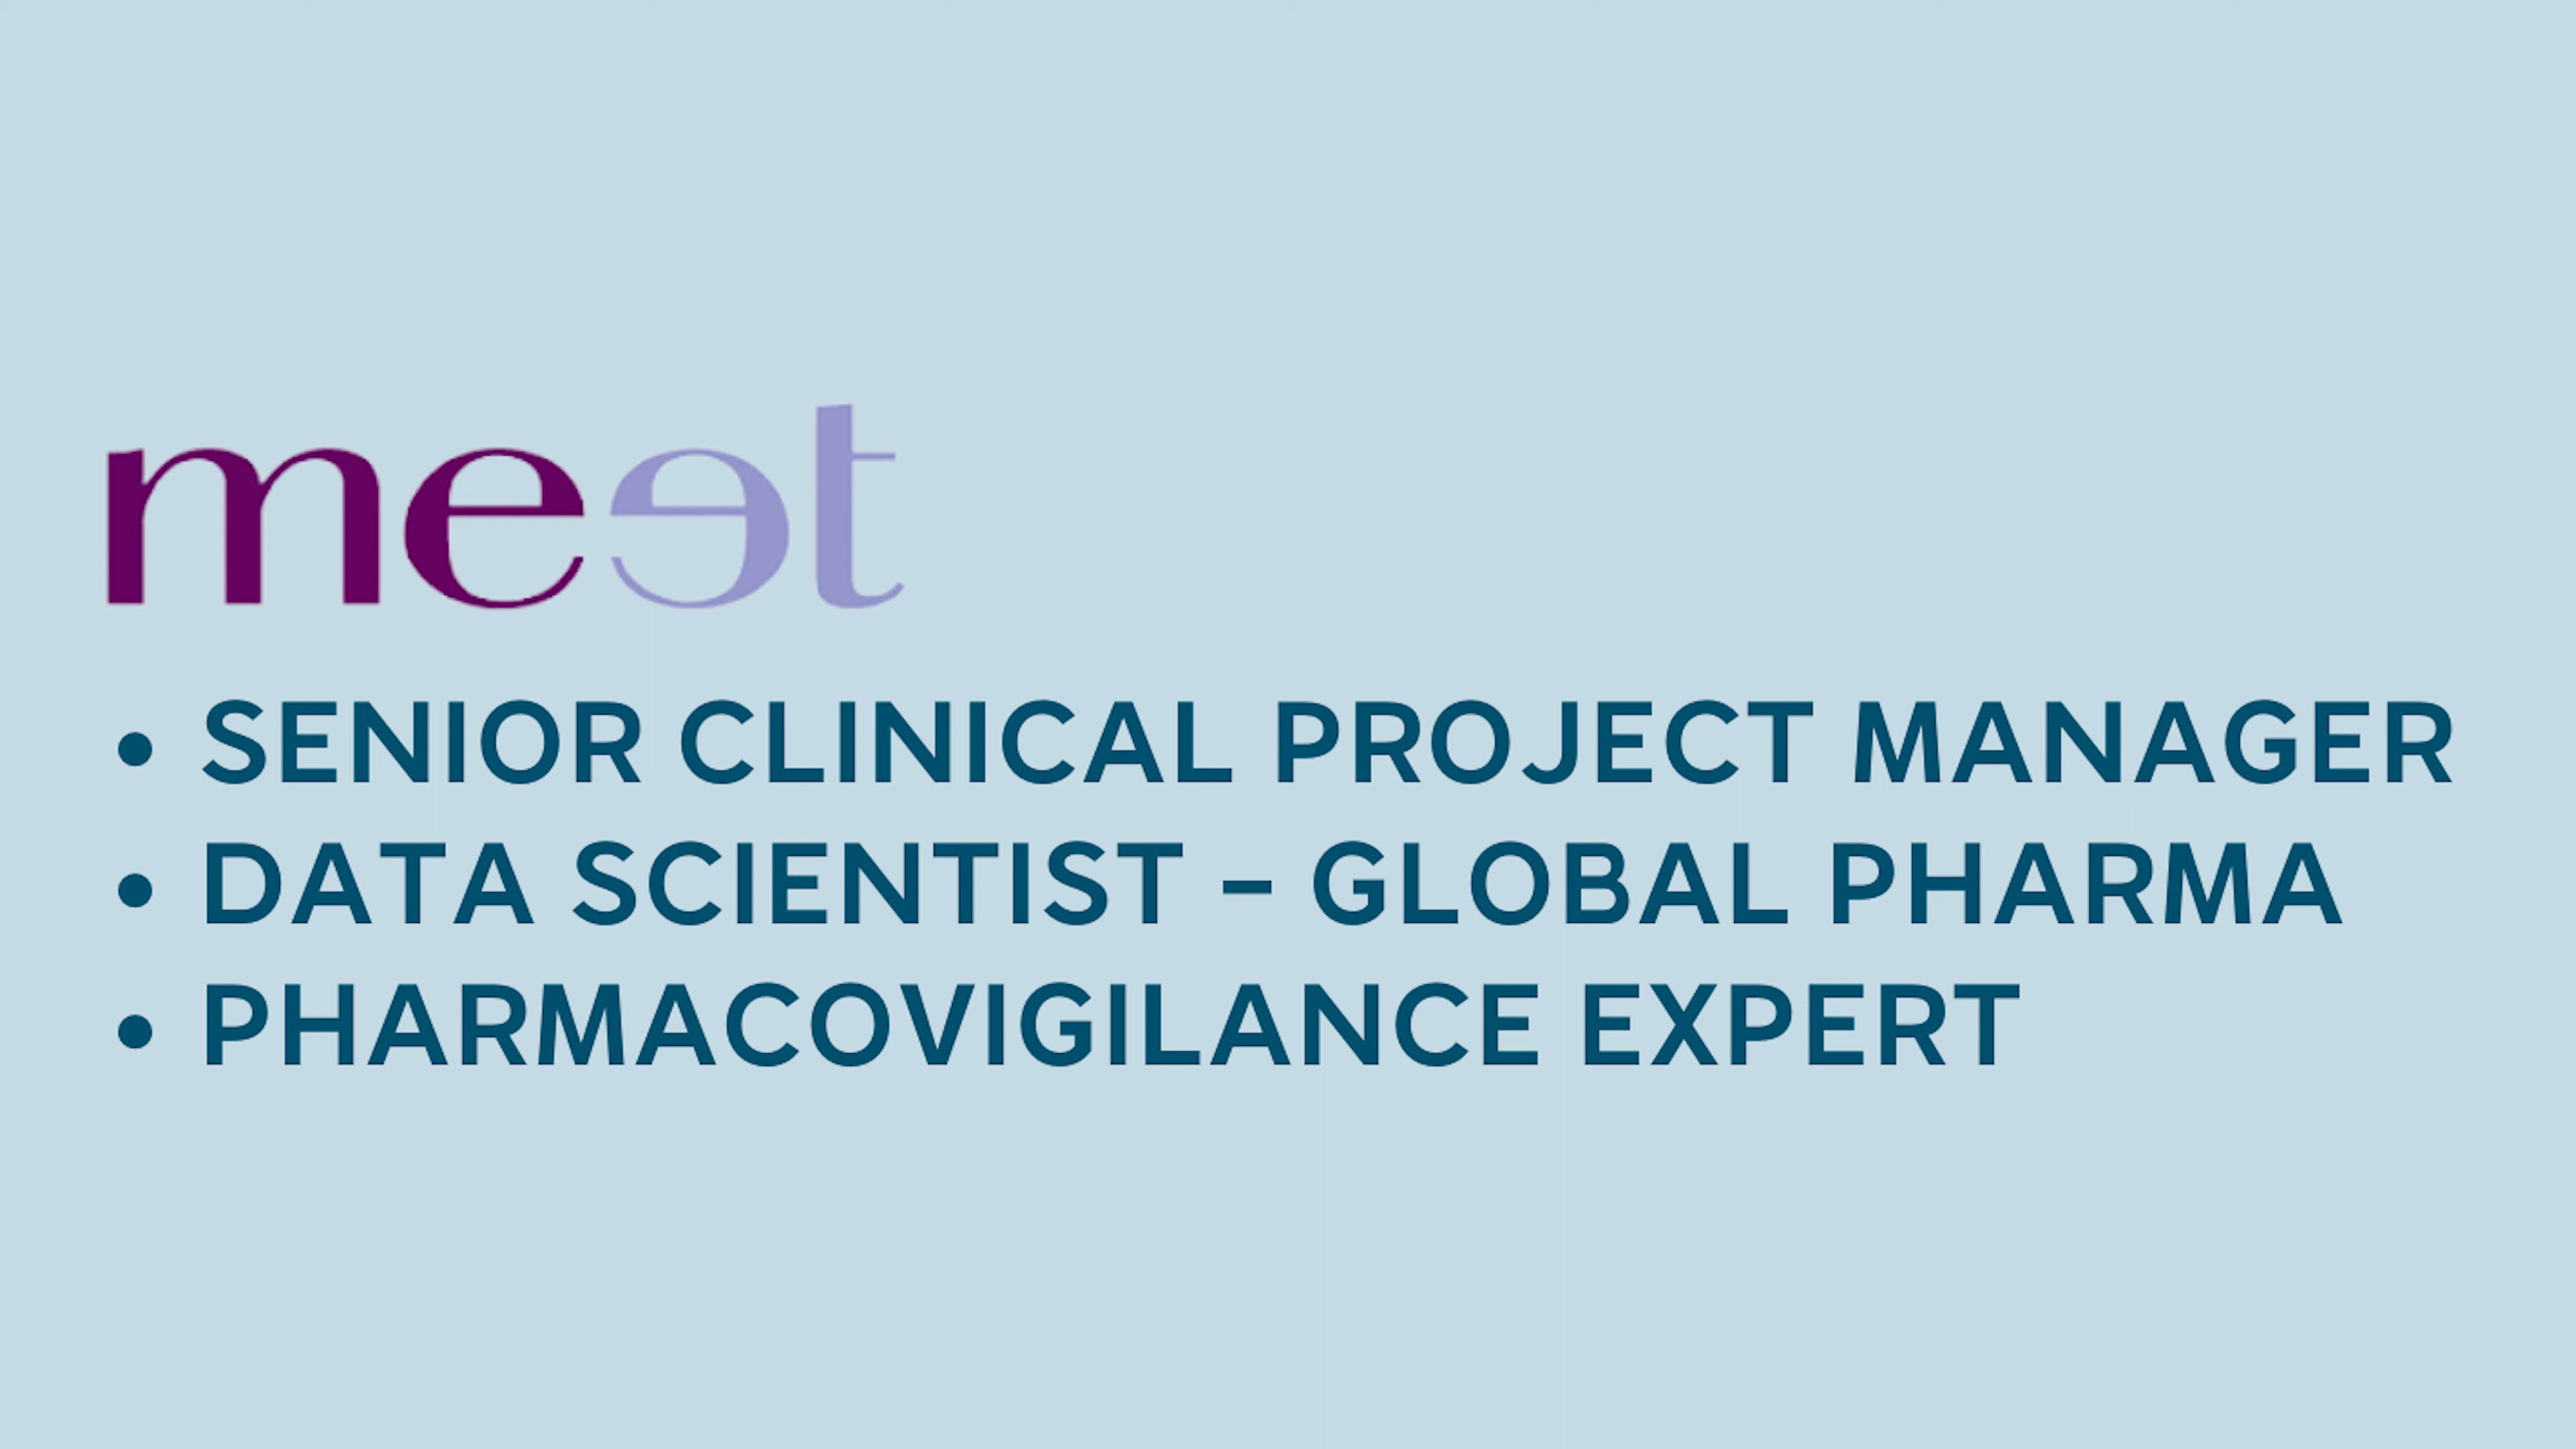 meet
• SENIOR CLINICAL PROJECT MANAGER
• DATA SCIENTIST – GLOBAL PHARMA
• PHARMACOVIGILANCE EXPERT